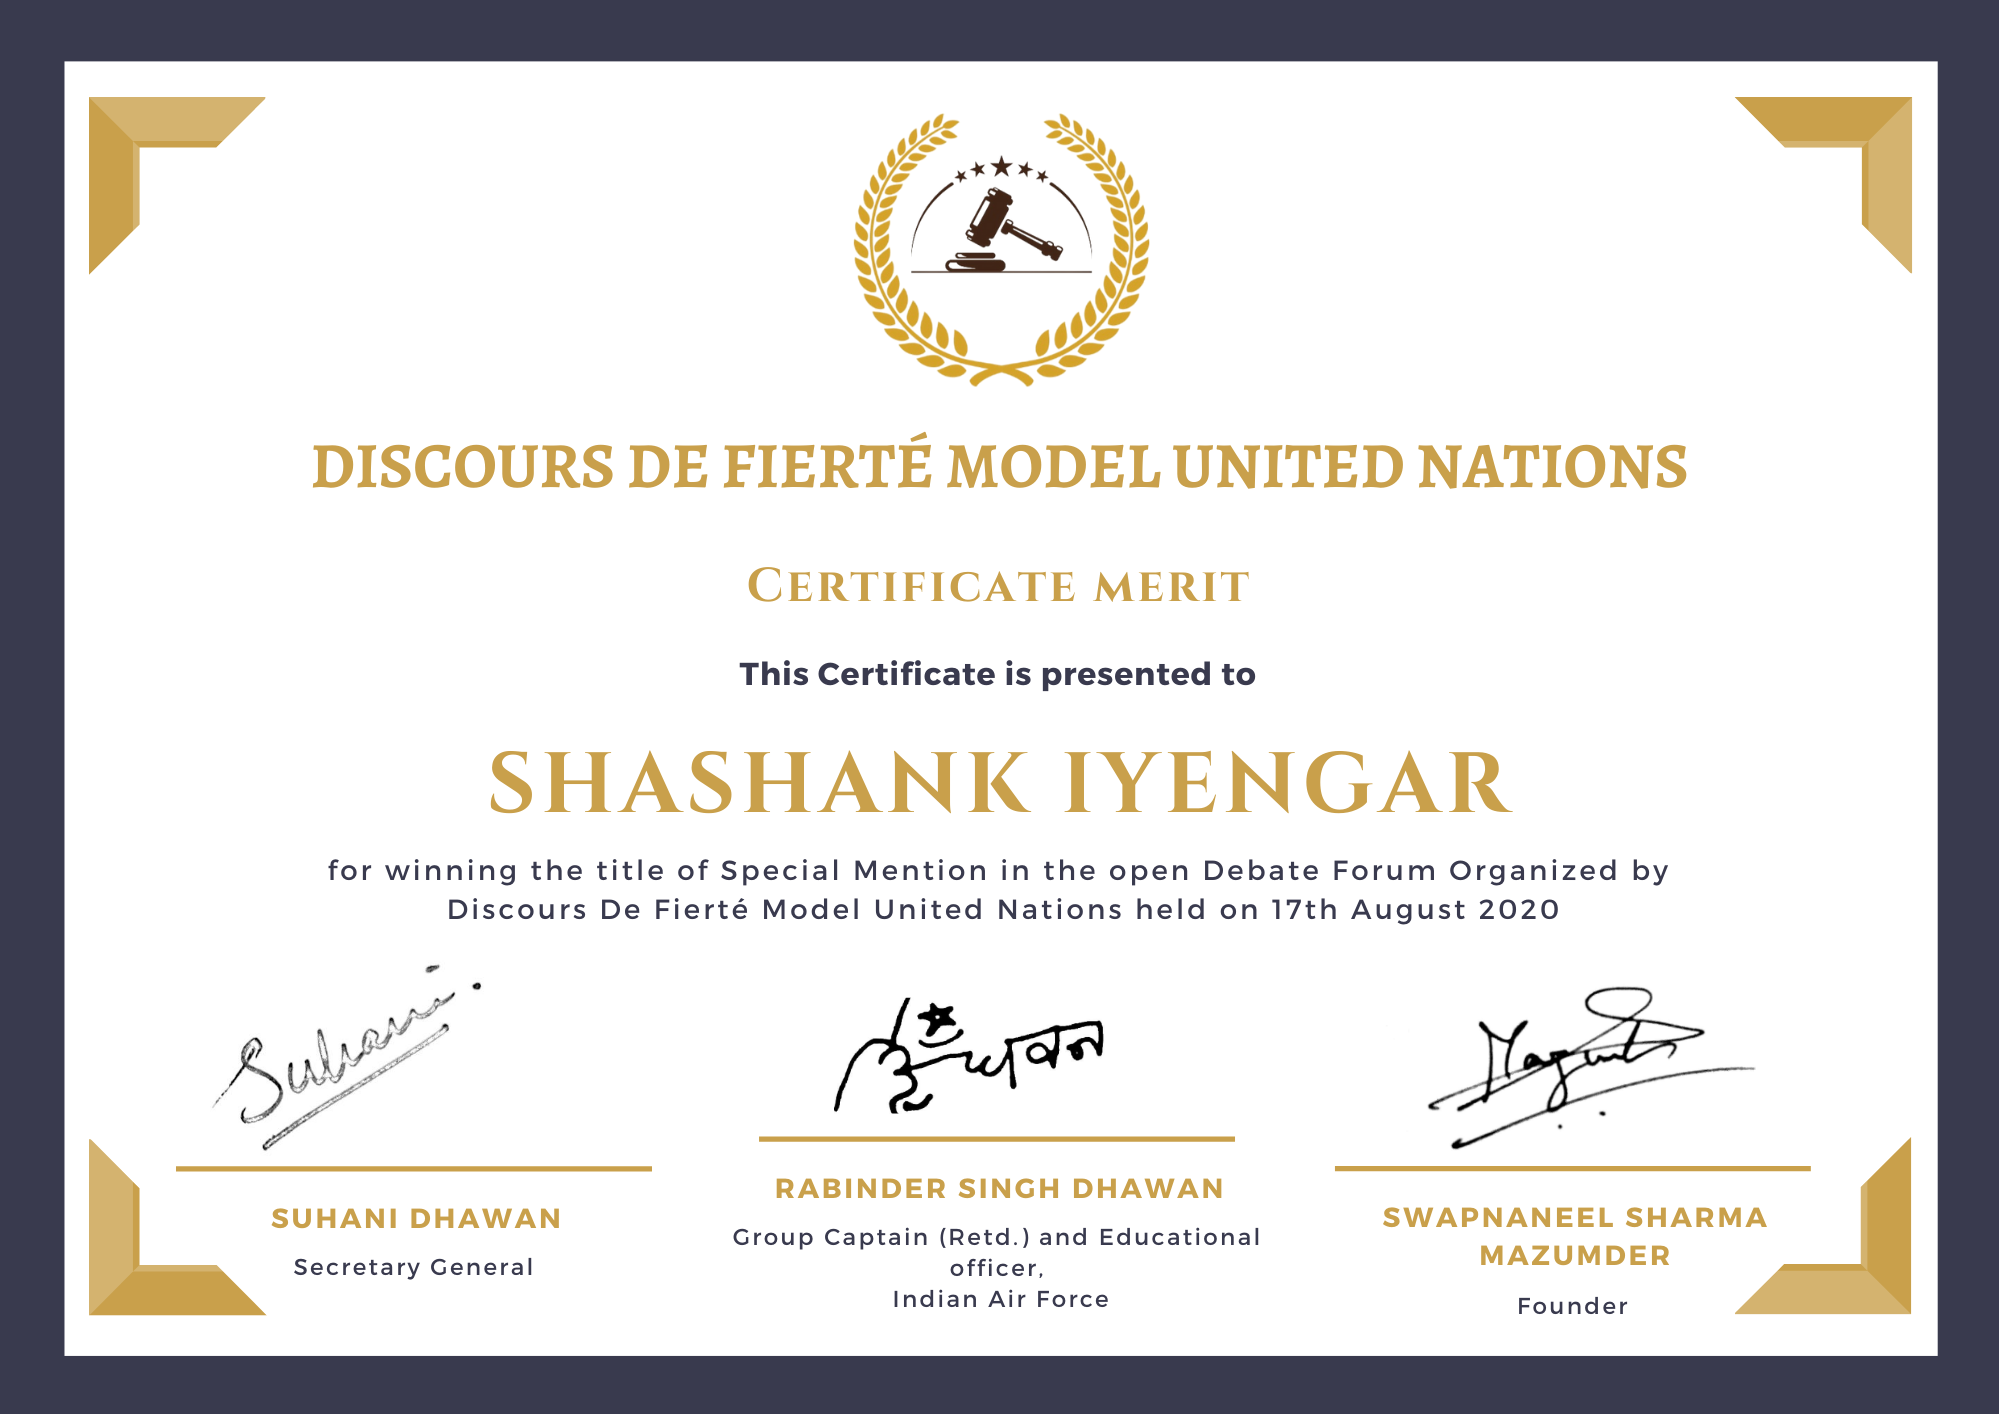 DISCOURS DE FIERTÉ MODEL UNITED NATIONS
CERTIFICATE MERIT
This Certificate is presented to
SHASHANK IYENGAR
for winning the title of Special Mention in the open Debate Forum Organized by
Discours De Fierté Model United Nations held on 17th August 2020
Suhani
धवन
SUHANI DHAWAN
Secretary General
RABINDER SINGH DHAWAN
Group Captain (Retd.) and Educational
officer,
Indian Air Force
SWAPNANEEL SHARMA
MAZUMDER
Founder